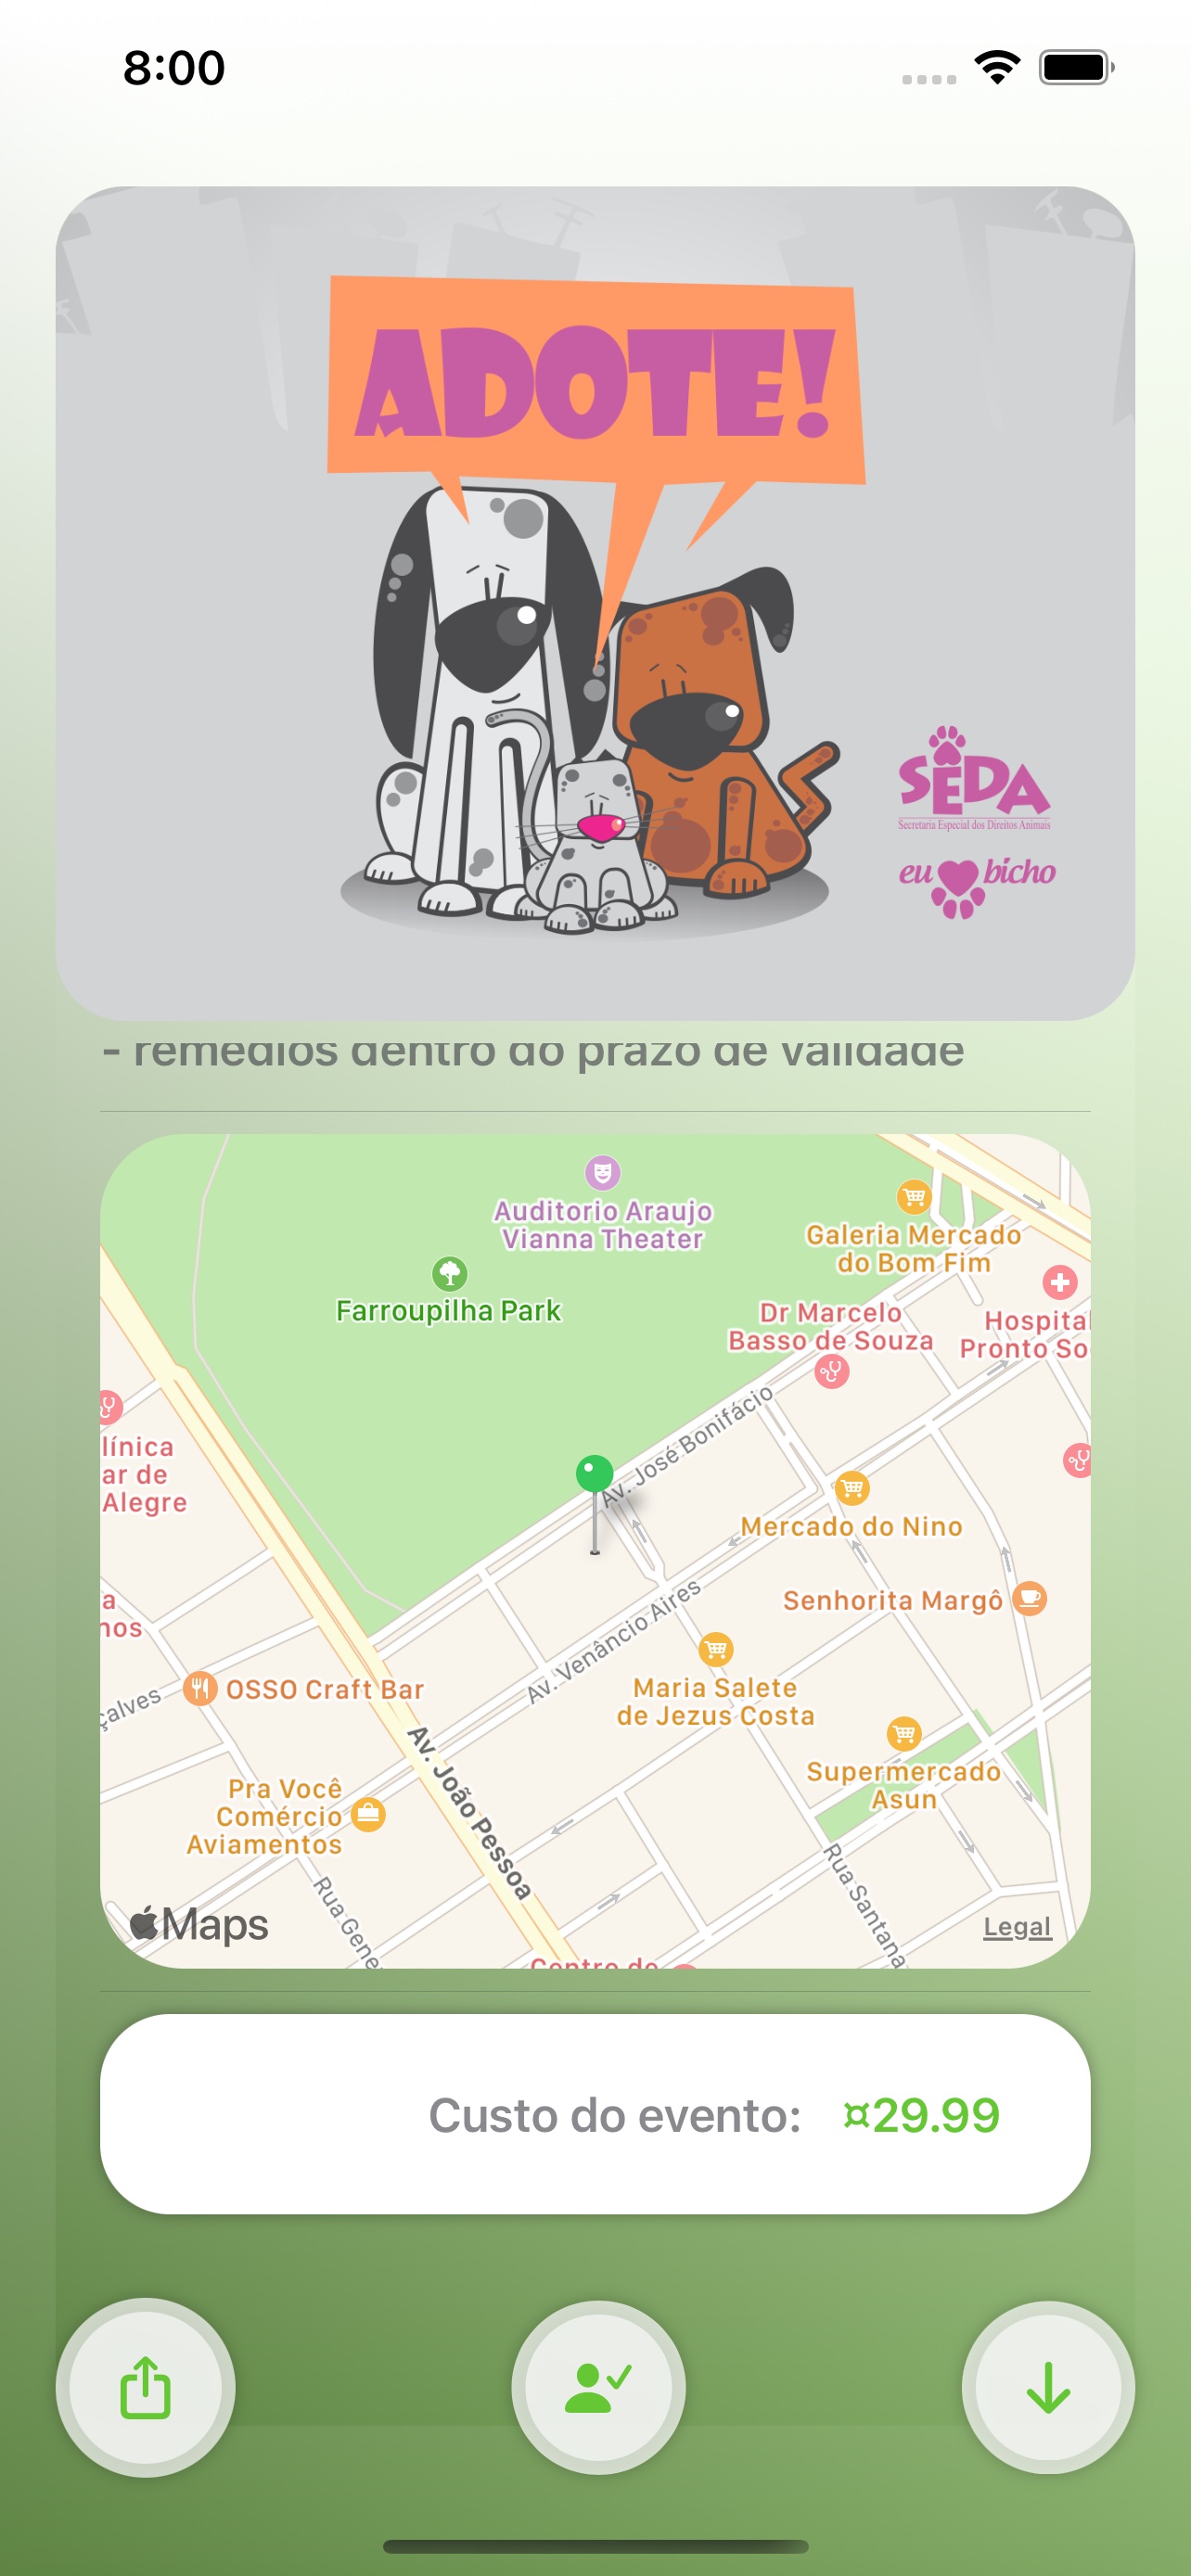 8:00
ADOTE!
SEDA
Secretaria Especial dos Direitos Animais
eu bicho
- remédios dentro do prazo de validade
Auditorio Araujo
Vianna Theater
Galeria Mercado
do Bom Fim
Farroupilha Park
Dr Marcelo
Basso de Souza
Hospital
Pronto So
Av. José Bonifácio
línica
ar de
Alegre
Mercado do Nino
a
nos
Senhorita Margô
Av. Venâncio Aires
OSSO Craft Bar
çalves
Maria Salete
de Jezus Costa
Supermercado
Asun
Av. João Pessoa
Pra Você
Comércio
Aviamentos
Rua Gene
Rua Santana
Maps
Legal
Centro de
Custo do evento: ¤29.99